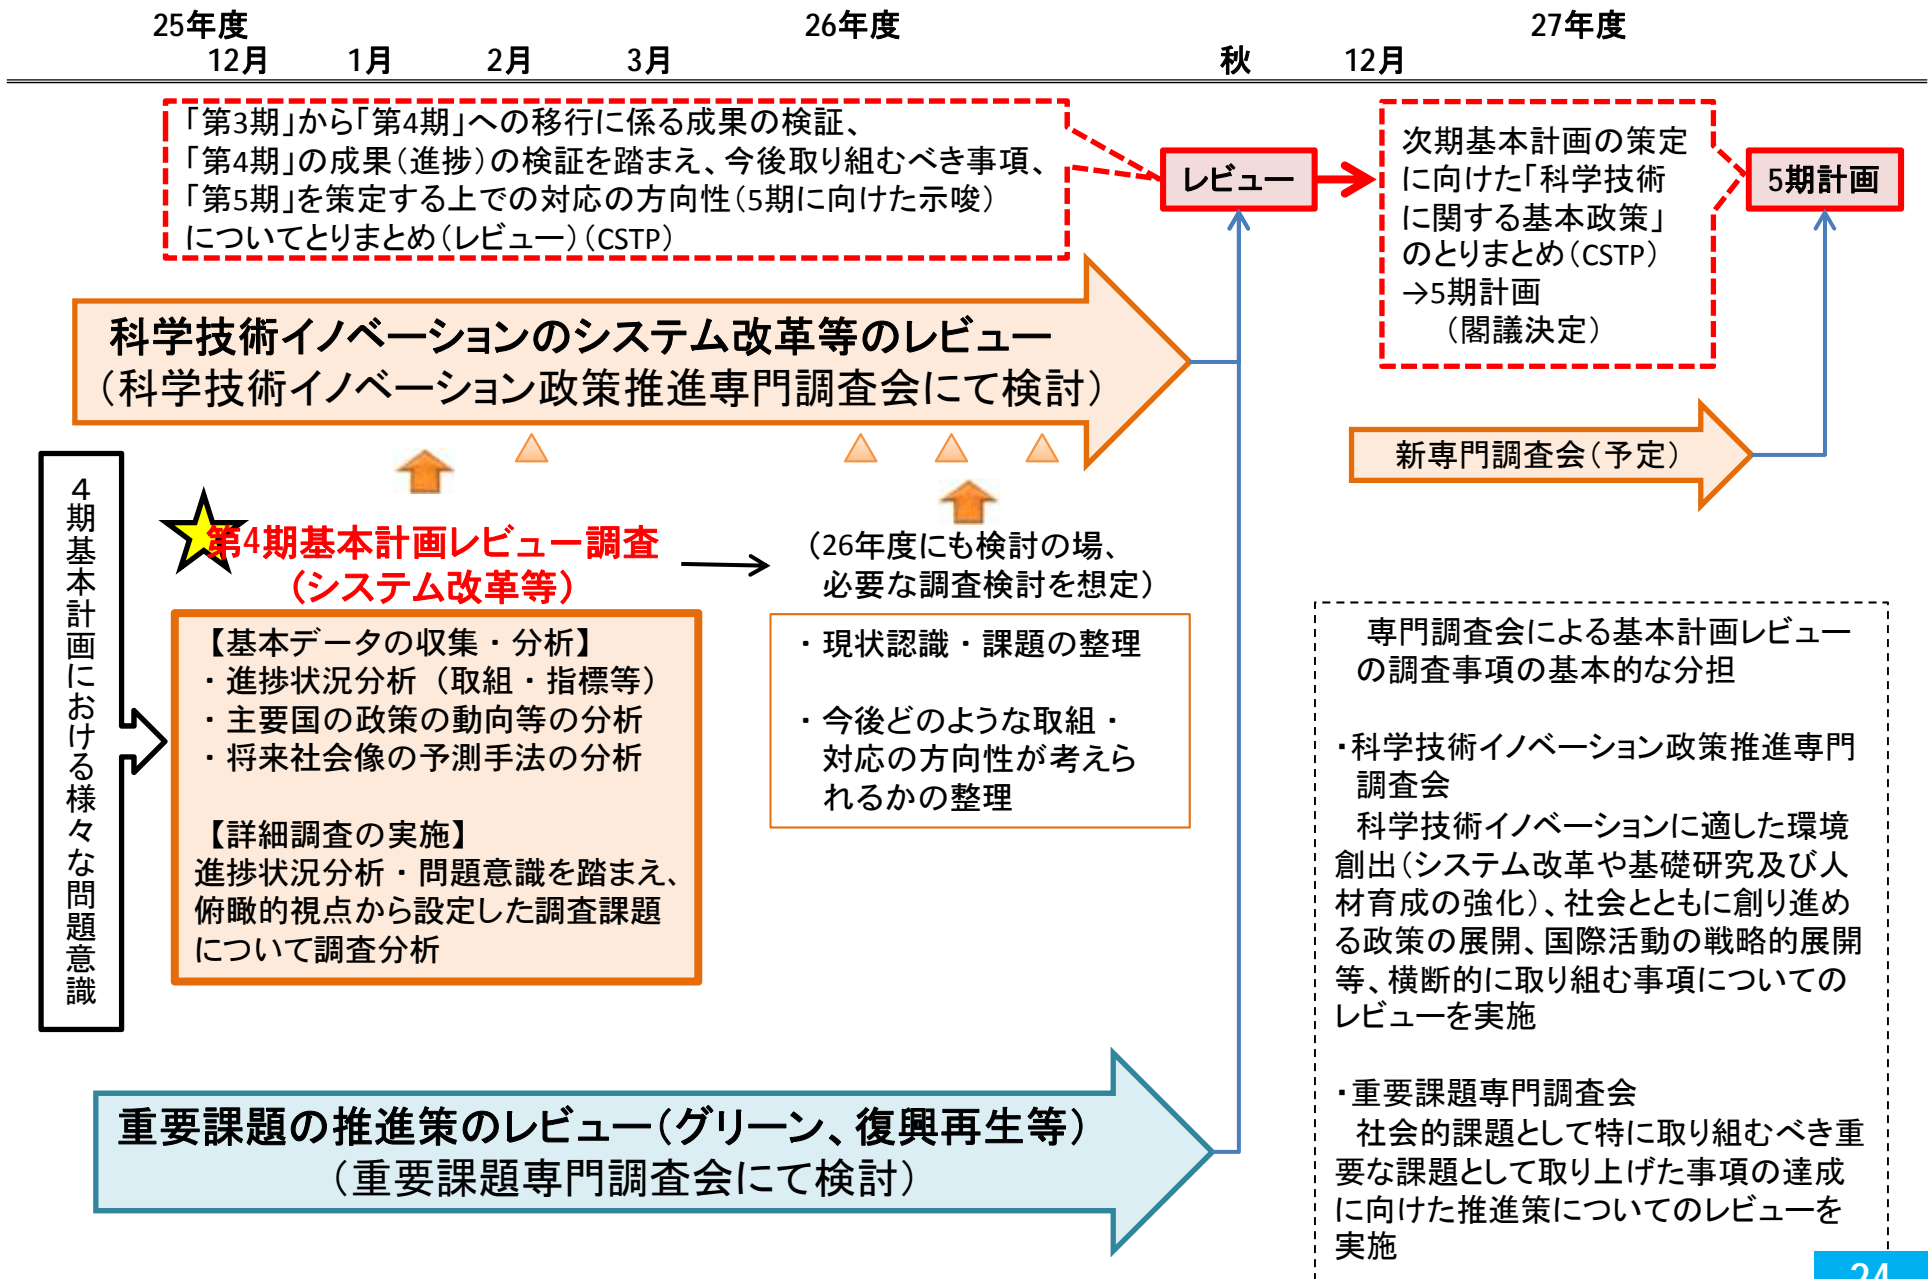 25年度
26年度
27年度
12月
1月
2月
3月
秋
12月
「第3期」から「第4期」への移行に係る成果の検証、
「第4期」の成果（進捗）の検証を踏まえ、今後取り組むべき事項、
「第5期」を策定する上での対応の方向性（5期に向けた示唆）
についてとりまとめ（レビュー）（CSTP）
レビュー
次期基本計画の策定
に向けた「科学技術
に関する基本政策」
のとりまとめ（CSTP）
→5期計画
（閣議決定）
5期計画
科学技術イノベーションのシステム改革等のレビュー
（科学技術イノベーション政策推進専門調査会にて検討）
新専門調査会（予定）
４期基本計画における様々な問題意識
第4期基本計画レビュー調査
（システム改革等）
（26年度にも検討の場、
必要な調査検討を想定）
【基本データの収集・分析】
・進捗状況分析（取組・指標等）
・主要国の政策の動向等の分析
・将来社会像の予測手法の分析
【詳細調査の実施】
進捗状況分析・問題意識を踏まえ、
俯瞰的視点から設定した調査課題
について調査分析
・現状認識・課題の整理
・今後どのような取組・
対応の方向性が考えら
れるかの整理
専門調査会による基本計画レビュー
の調査事項の基本的な分担
・科学技術イノベーション政策推進専門
調査会
科学技術イノベーションに適した環境
創出（システム改革や基礎研究及び人
材育成の強化）、社会とともに創り進め
る政策の展開、国際活動の戦略的展開
等、横断的に取り組む事項についての
レビューを実施
・重要課題専門調査会
社会的課題として特に取り組むべき重
要な課題として取り上げた事項の達成
に向けた推進策についてのレビューを
実施
重要課題の推進策のレビュー（グリーン、復興再生等）
（重要課題専門調査会にて検討）
24